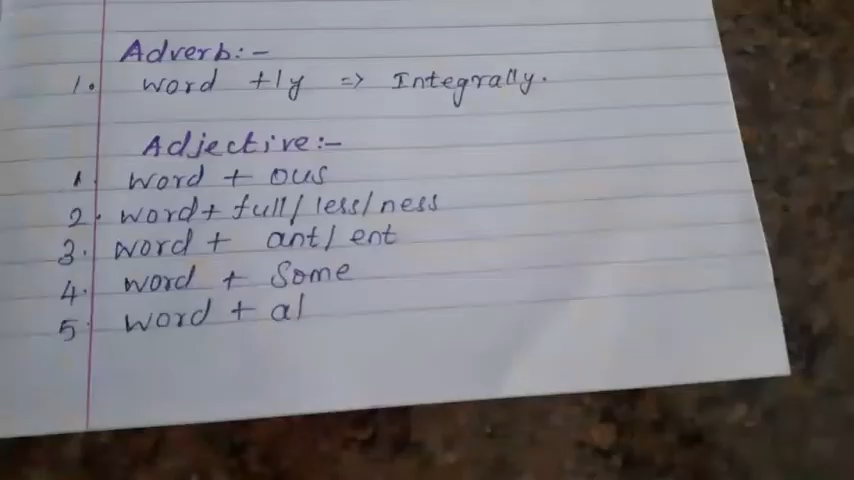 Adverb:-
1. word +ly => Integrally.
Adjective:-
1. word + ous
2. word + full/less/ness
3. word + ant/ent
4. word + Some
5. word + al